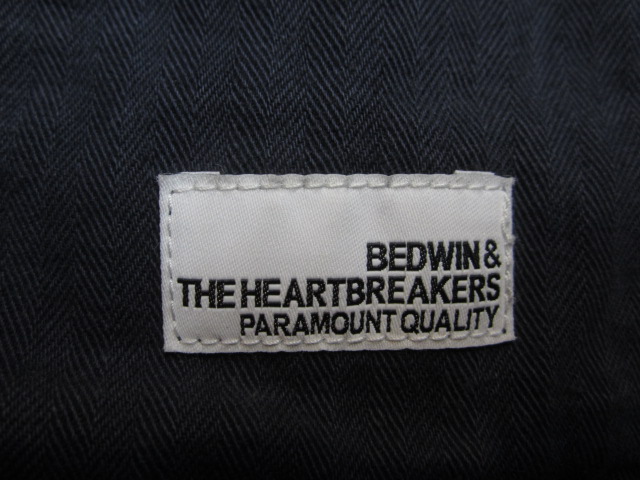 BEDWIN &
THE HEARTBREAKERS
PARAMOUNT QUALITY